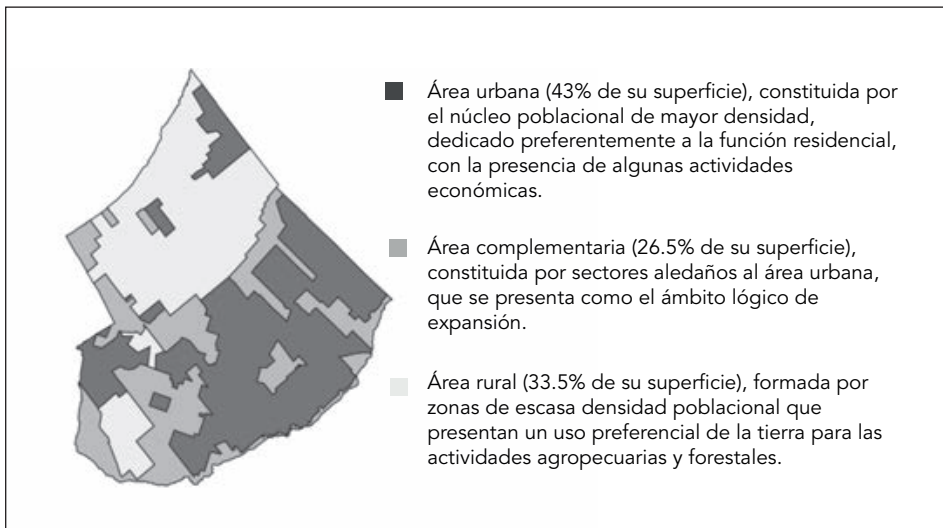 Área urbana (43% de su superficie), constituida por
el núcleo poblacional de mayor densidad,
dedicado preferentemente a la función residencial,
con la presencia de algunas actividades
económicas.
Área complementaria (26.5% de su superficie),
constituida por sectores aledaños al área urbana,
que se presenta como el ámbito lógico de
expansión.
Área rural (33.5% de su superficie), formada por
zonas de escasa densidad poblacional que
presentan un uso preferencial de la tierra para las
actividades agropecuarias y forestales.